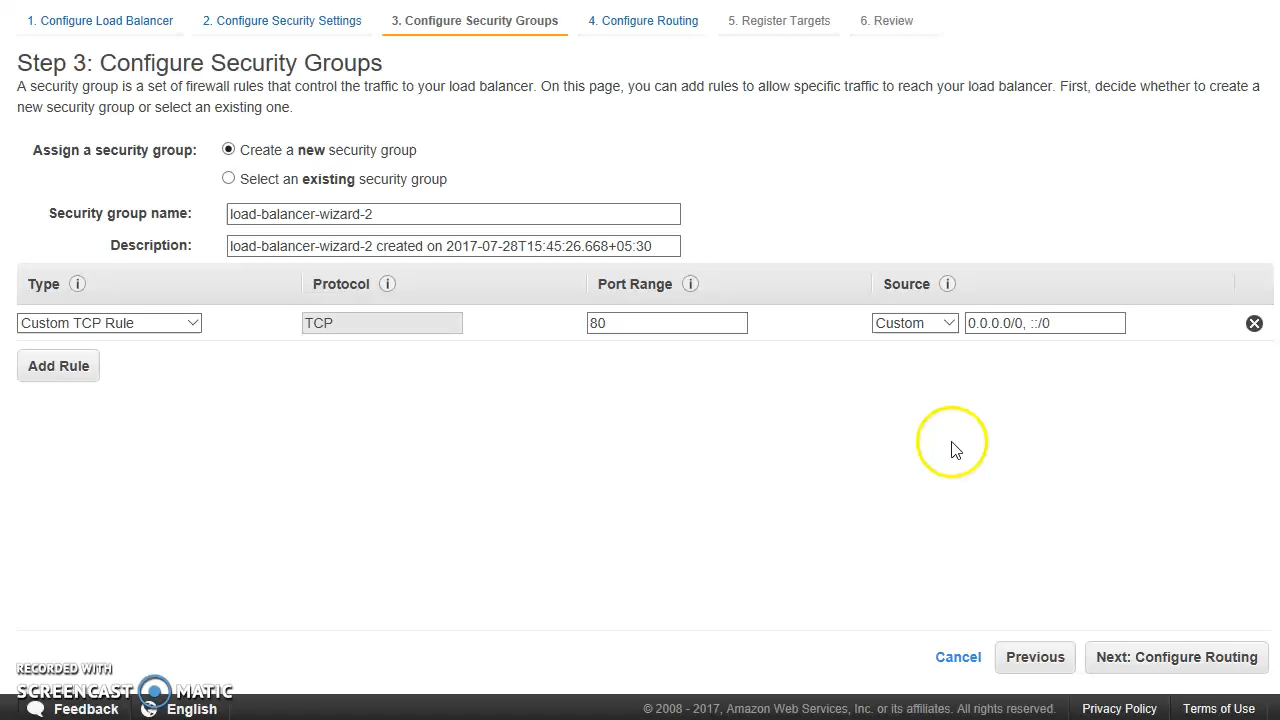 1. Configure Load Balancer 2. Configure Security Settings 3. Configure Security Groups 4. Configure Routing 5. Register Targets 6. Review
Step 3: Configure Security Groups
A security group is a set of firewall rules that control the traffic to your load balancer. On this page, you can add rules to allow specific traffic to reach your load balancer. First, decide whether to create a
new security group or select an existing one.
Assign a security group: Create a new security group
Select an existing security group
Security group name: load-balancer-wizard-2
Description: load-balancer-wizard-2 created on 2017-07-28T15:45:26.668+05:30
Type i Protocol i Port Range i Source i
Custom TCP Rule TCP 80 Custom 0.0.0.0/0, ::/0
Add Rule
Cancel Previous Next: Configure Routing
RECORDED WITH
SCREENCAST MATIC
Feedback English © 2008 - 2017, Amazon Web Services, Inc. or its affiliates. All rights reserved. Privacy Policy Terms of Use